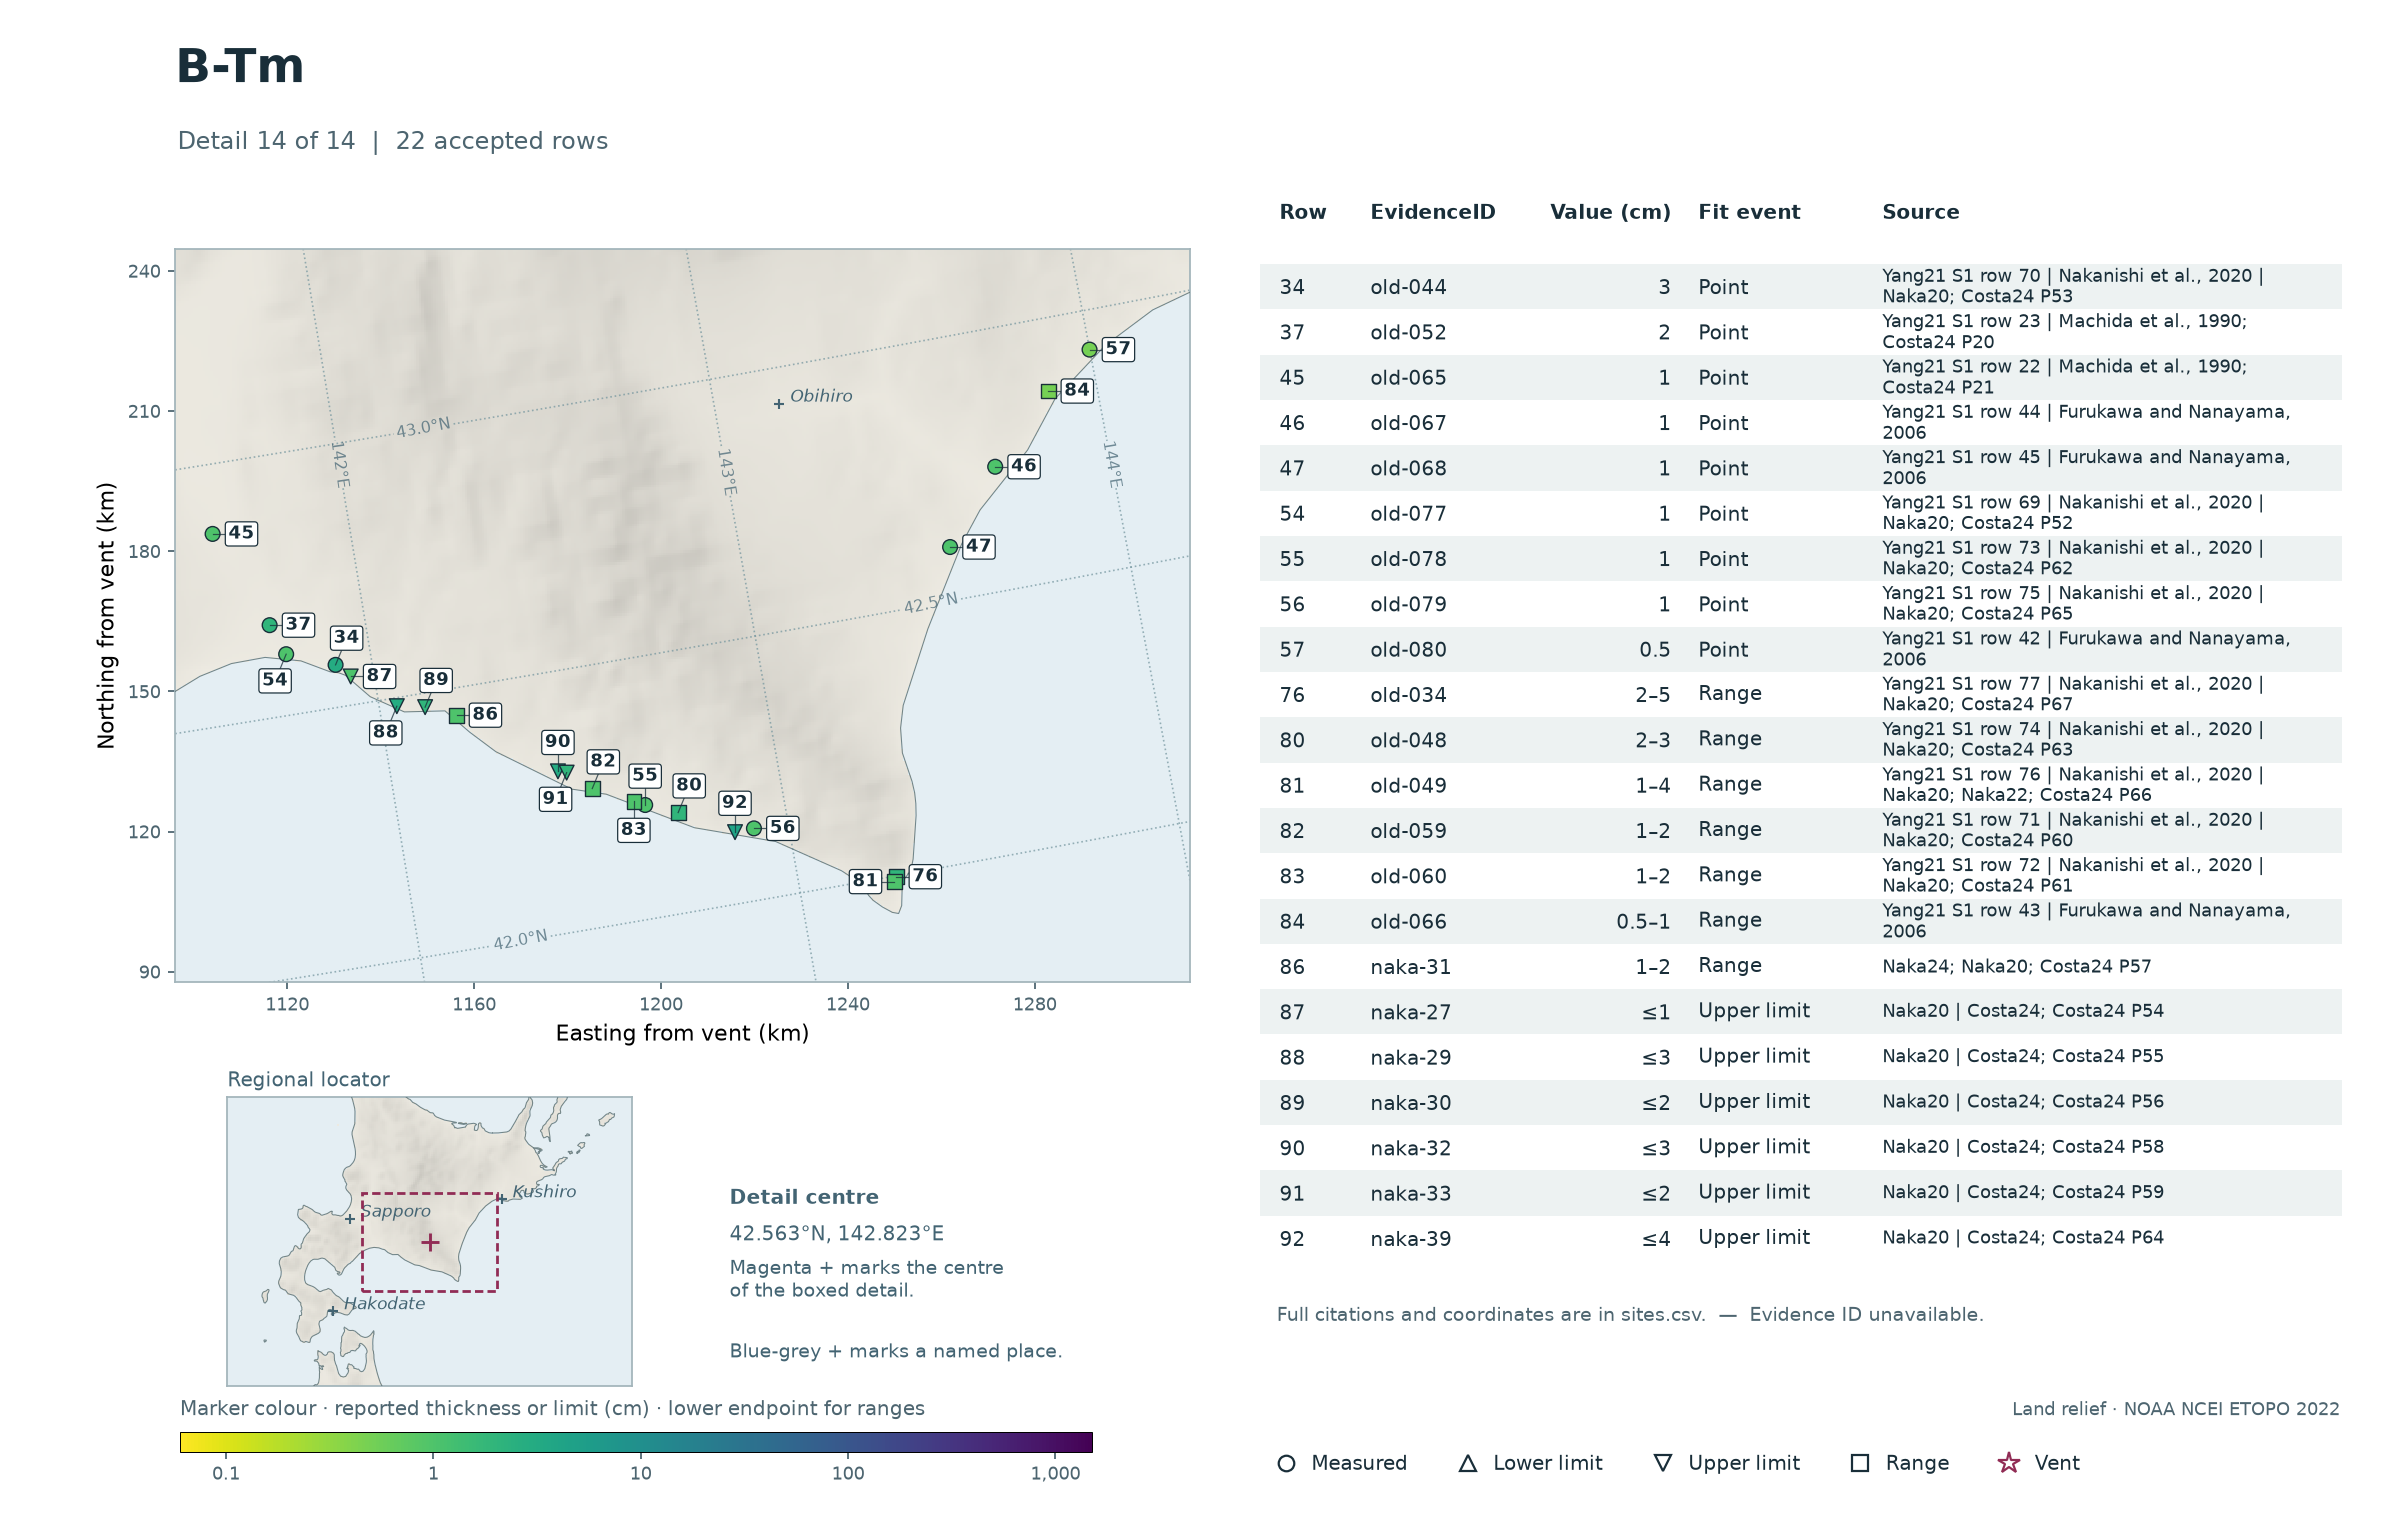 B-Tm
Detail 14 of 14 | 22 accepted rows
Northing from vent (km)
240
210
180
150
120
90
1120
1160
1200
1240
1280
Easting from vent (km)
43.0°N
42.5°N
42.0°N
142°E
143°E
144°E
Obihiro
57
84
46
47
45
37
34
54
87
89
88
86
90
82
91
55
83
80
92
56
81
76
Regional locator
Kushiro
Sapporo
Hakodate
Detail centre
42.563°N, 142.823°E
Magenta + marks the centre
of the boxed detail.
Blue-grey + marks a named place.
Marker colour · reported thickness or limit (cm) · lower endpoint for ranges
0.1
1
10
100
1,000
Row EvidenceID Value (cm) Fit event Source
34 old-044 3 Point Yang21 S1 row 70 | Nakanishi et al., 2020 |
Naka20; Costa24 P53
37 old-052 2 Point Yang21 S1 row 23 | Machida et al., 1990;
Costa24 P20
45 old-065 1 Point Yang21 S1 row 22 | Machida et al., 1990;
Costa24 P21
46 old-067 1 Point Yang21 S1 row 44 | Furukawa and Nanayama,
2006
47 old-068 1 Point Yang21 S1 row 45 | Furukawa and Nanayama,
2006
54 old-077 1 Point Yang21 S1 row 69 | Nakanishi et al., 2020 |
Naka20; Costa24 P52
55 old-078 1 Point Yang21 S1 row 73 | Nakanishi et al., 2020 |
Naka20; Costa24 P62
56 old-079 1 Point Yang21 S1 row 75 | Nakanishi et al., 2020 |
Naka20; Costa24 P65
57 old-080 0.5 Point Yang21 S1 row 42 | Furukawa and Nanayama,
2006
76 old-034 2–5 Range Yang21 S1 row 77 | Nakanishi et al., 2020 |
Naka20; Costa24 P67
80 old-048 2–3 Range Yang21 S1 row 74 | Nakanishi et al., 2020 |
Naka20; Costa24 P63
81 old-049 1–4 Range Yang21 S1 row 76 | Nakanishi et al., 2020 |
Naka20; Naka22; Costa24 P66
82 old-059 1–2 Range Yang21 S1 row 71 | Nakanishi et al., 2020 |
Naka20; Costa24 P60
83 old-060 1–2 Range Yang21 S1 row 72 | Nakanishi et al., 2020 |
Naka20; Costa24 P61
84 old-066 0.5–1 Range Yang21 S1 row 43 | Furukawa and Nanayama,
2006
86 naka-31 1–2 Range Naka24; Naka20; Costa24 P57
87 naka-27 ≤1 Upper limit Naka20 | Costa24; Costa24 P54
88 naka-29 ≤3 Upper limit Naka20 | Costa24; Costa24 P55
89 naka-30 ≤2 Upper limit Naka20 | Costa24; Costa24 P56
90 naka-32 ≤3 Upper limit Naka20 | Costa24; Costa24 P58
91 naka-33 ≤2 Upper limit Naka20 | Costa24; Costa24 P59
92 naka-39 ≤4 Upper limit Naka20 | Costa24; Costa24 P64
Full citations and coordinates are in sites.csv. — Evidence ID unavailable.
Land relief · NOAA NCEI ETOPO 2022
Measured
Lower limit
Upper limit
Range
Vent